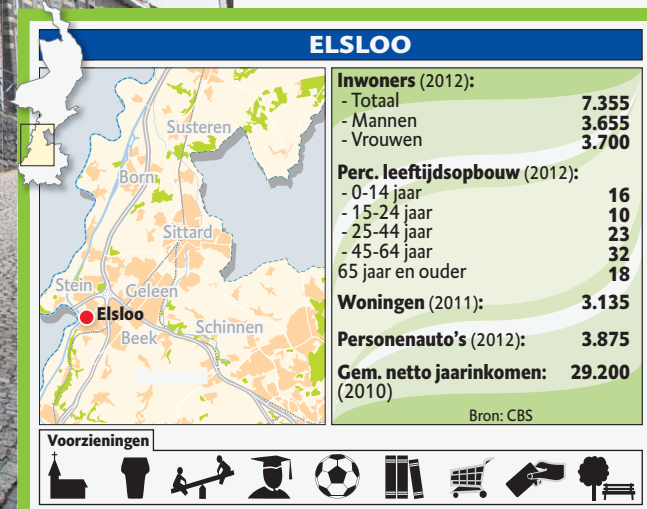 ELSLOO
Susteren
Born
Sittard
Stein
Geleen
Elsloo
Beek
Schinnen
Inwoners (2012):
- Totaal 7.355
- Mannen 3.655
- Vrouwen 3.700
Perc. leeftijdsopbouw (2012):
- 0-14 jaar 16
- 15-24 jaar 10
- 25-44 jaar 23
- 45-64 jaar 32
65 jaar en ouder 18
Woningen (2011): 3.135
Personenauto's (2012): 3.875
Gem. netto jaarinkomen: 29.200
(2010)
Bron: CBS
Voorzieningen